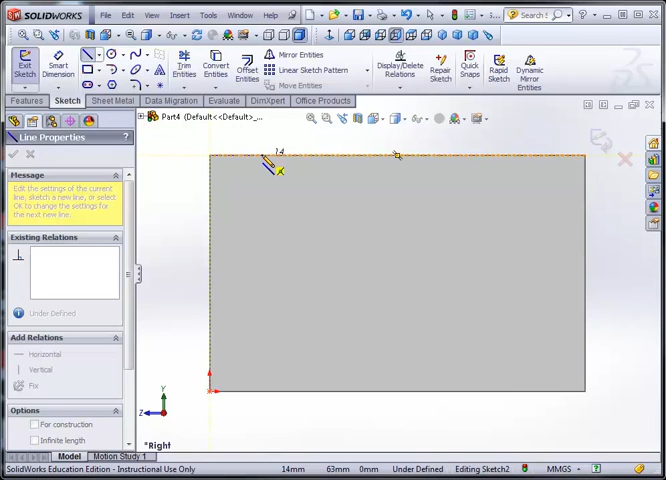 SOLIDWORKS File Edit View Insert Tools Window Help Search S
Exit Sketch Smart Dimension Trim Entities Convert Entities Offset Entities Mirror Entities Linear Sketch Pattern Move Entities Display/Delete Relations Repair Sketch Quick Snaps Rapid Sketch Dynamic Mirror
Features Sketch Sheet Metal Data Migration Evaluate DimXpert Office Products
Part4 (Default<<Default>_...
Line Properties ?
Message
Edit the settings of the current line, sketch a new line, or select OK to change the settings for the next new line.
Existing Relations
Under Defined
Add Relations
Horizontal
Vertical
Fix
Options
For construction
Infinite length
14
Y
Z
*Right
Model Motion Study 1
SolidWorks Education Edition - Instructional Use Only 14mm 63mm 0mm Under Defined Editing Sketch2 MMGS ?